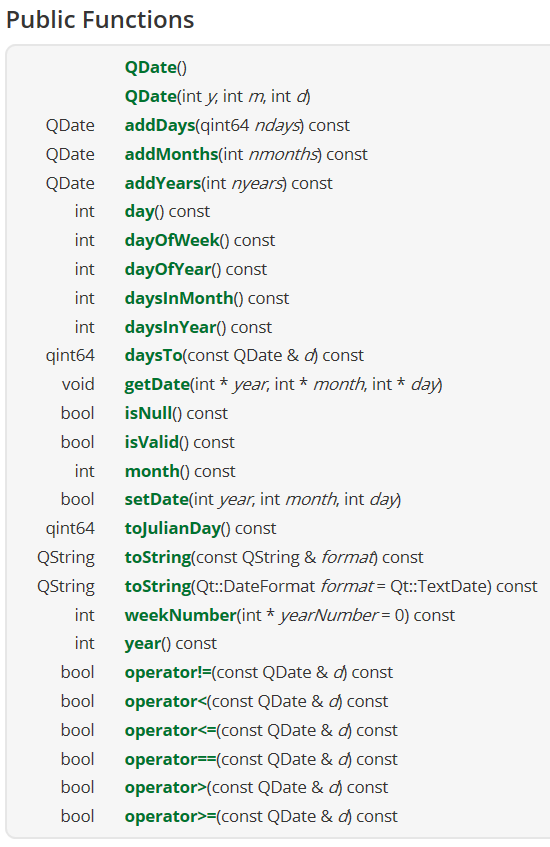 Public Functions
QDate()
QDate(int y, int m, int d)
QDate addDays(qint64 ndays) const
QDate addMonths(int nmonths) const
QDate addYears(int nyears) const
int day() const
int dayOfWeek() const
int dayOfYear() const
int daysInMonth() const
int daysInYear() const
qint64 daysTo(const QDate & d) const
void getDate(int * year, int * month, int * day)
bool isNull() const
bool isValid() const
int month() const
bool setDate(int year, int month, int day)
qint64 toJulianDay() const
QString toString(const QString & format) const
QString toString(Qt::DateFormat format = Qt::TextDate) const
int weekNumber(int * yearNumber = 0) const
int year() const
bool operator!=(const QDate & d) const
bool operator<(const QDate & d) const
bool operator<=(const QDate & d) const
bool operator==(const QDate & d) const
bool operator>(const QDate & d) const
bool operator>=(const QDate & d) const